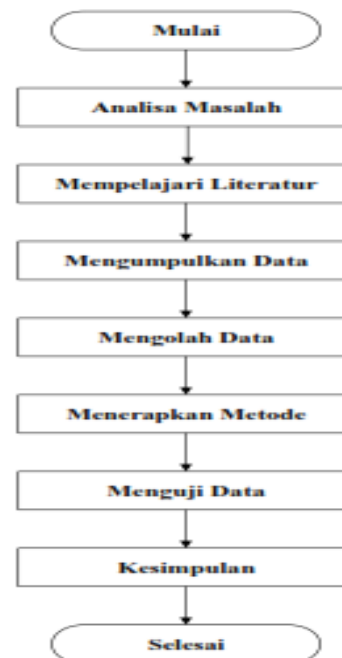 Mulai
Analisa Masalah
Mempelajari Literatur
Mengumpulkan Data
Mengolah Data
Menerapkan Metode
Menguji Data
Kesimpulan
Selesai